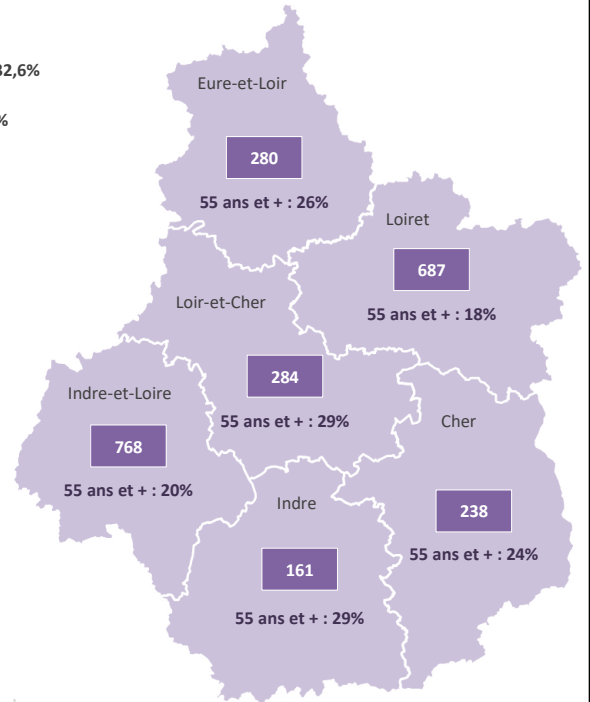 32,6%
%
Eure-et-Loir
280
55 ans et + : 26%
Loiret
687
55 ans et + : 18%
Loir-et-Cher
284
55 ans et + : 29%
Indre-et-Loire
768
55 ans et + : 20%
Cher
238
55 ans et + : 24%
Indre
161
55 ans et + : 29%